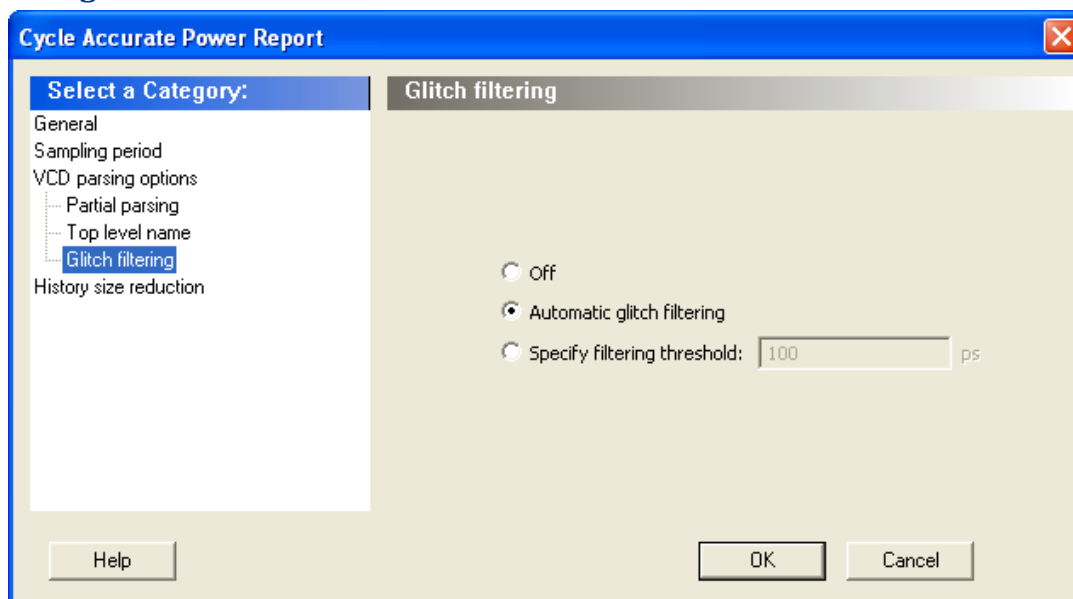 Cycle Accurate Power Report
Select a Category:
General
Sampling period
VCD parsing options
Partial parsing
Top level name
Glitch filtering
History size reduction
Glitch filtering
Off
Automatic glitch filtering
Specify filtering threshold: 100 ps
Help
OK
Cancel